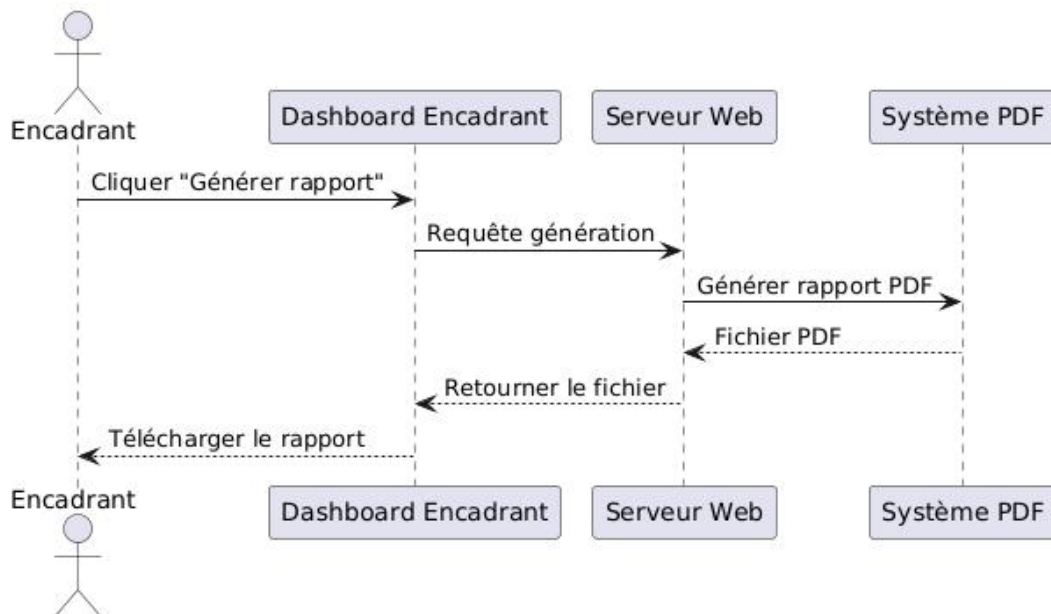 Encadrant
Dashboard Encadrant
Serveur Web
Système PDF
Cliquer "Générer rapport"
Requête génération
Générer rapport PDF
Fichier PDF
Retourner le fichier
Télécharger le rapport
Encadrant
Dashboard Encadrant
Serveur Web
Système PDF